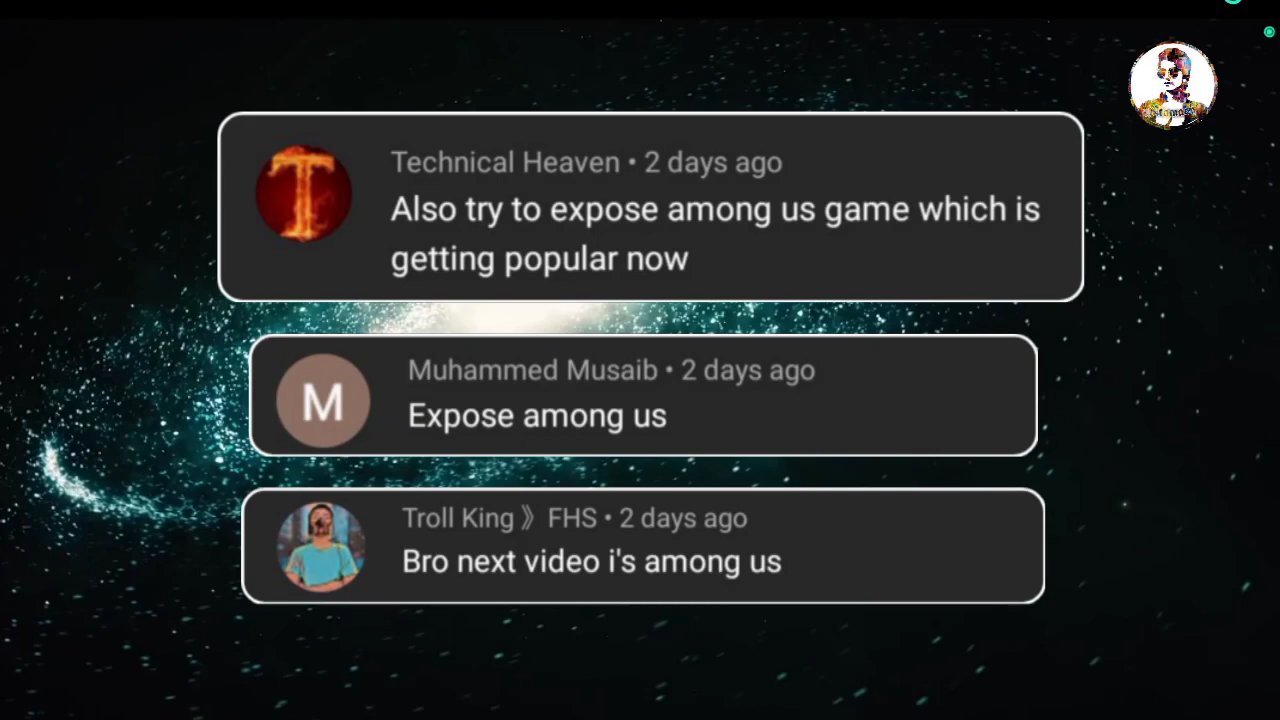 Technical Heaven • 2 days ago
Also try to expose among us game which is
getting popular now
M
Muhammed Musaib • 2 days ago
Expose among us
Troll King 》 FHS • 2 days ago
Bro next video i's among us
T